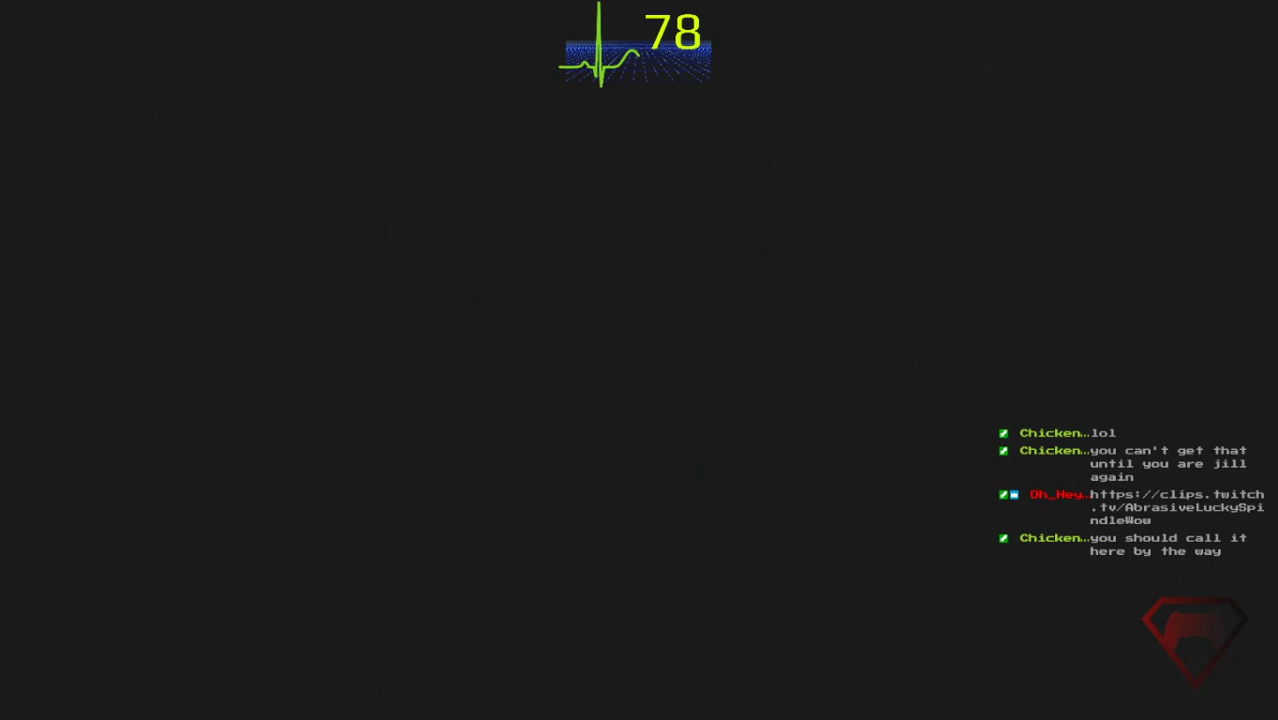 78
Chicken…lol
Chicken…you can't get that
until you are jill
again
Oh_Hey…https://clips.twitch
.tv/AbrasiveLuckySpi
ndleWow
Chicken…you should call it
here by the way